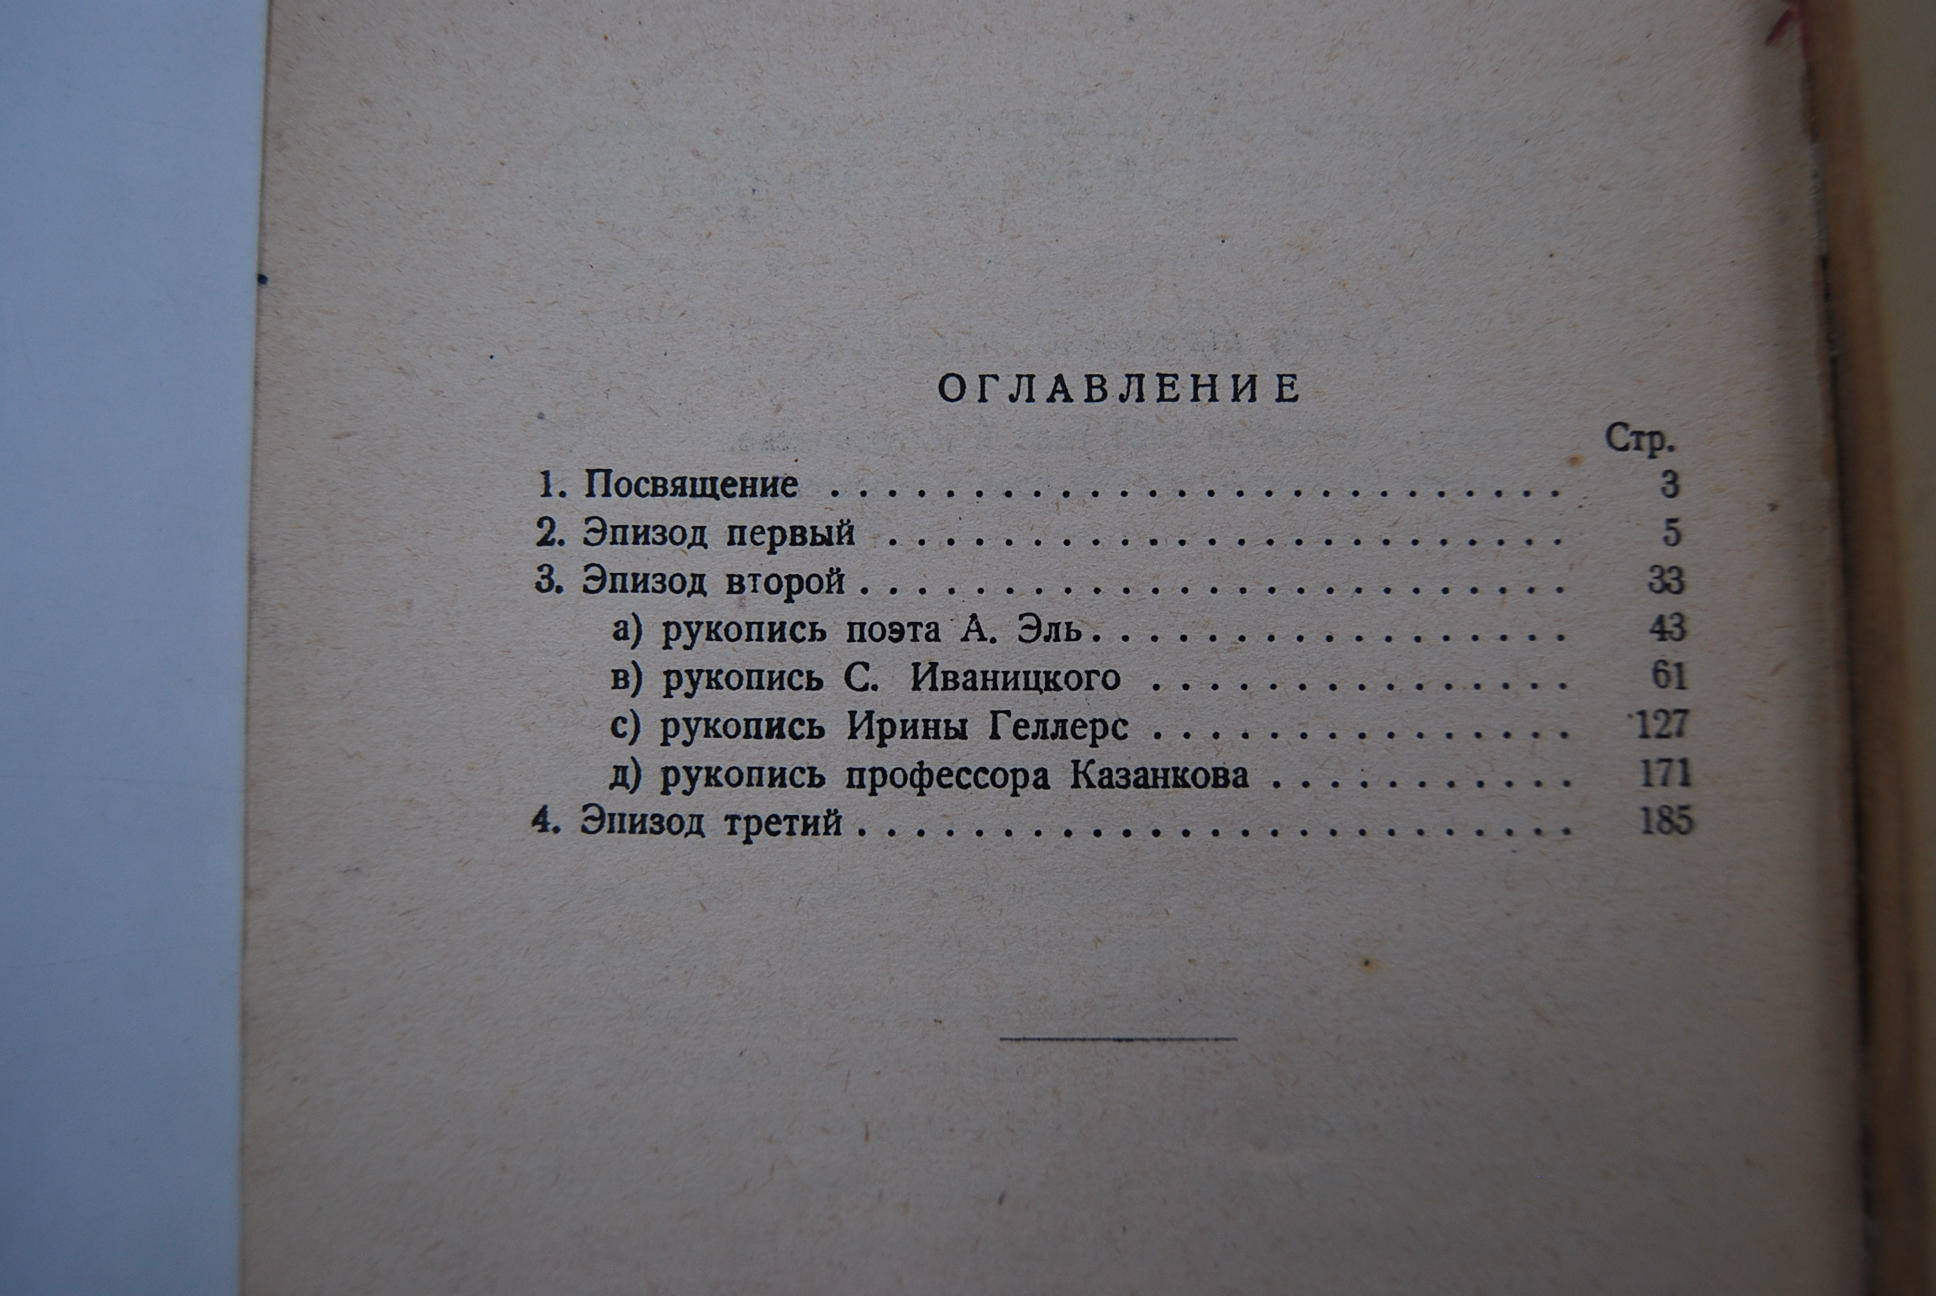 ОГЛАВЛЕНИЕ
Стр.
1. Посвящение . . . . . . . . . . . . . . . . . . . . . . . . . . 3
2. Эпизод первый . . . . . . . . . . . . . . . . . . . . . . . . 5
3. Эпизод второй . . . . . . . . . . . . . . . . . . . . . . . . . 33
а) рукопись поэта А. Эль . . . . . . . . . . . . . . . . . 43
в) рукопись С. Иваницкого . . . . . . . . . . . . . . . 61
с) рукопись Ирины Геллерс . . . . . . . . . . . . . . . 127
д) рукопись профессора Казанкова . . . . . . . . . . . 171
4. Эпизод третий . . . . . . . . . . . . . . . . . . . . . . . . . 185